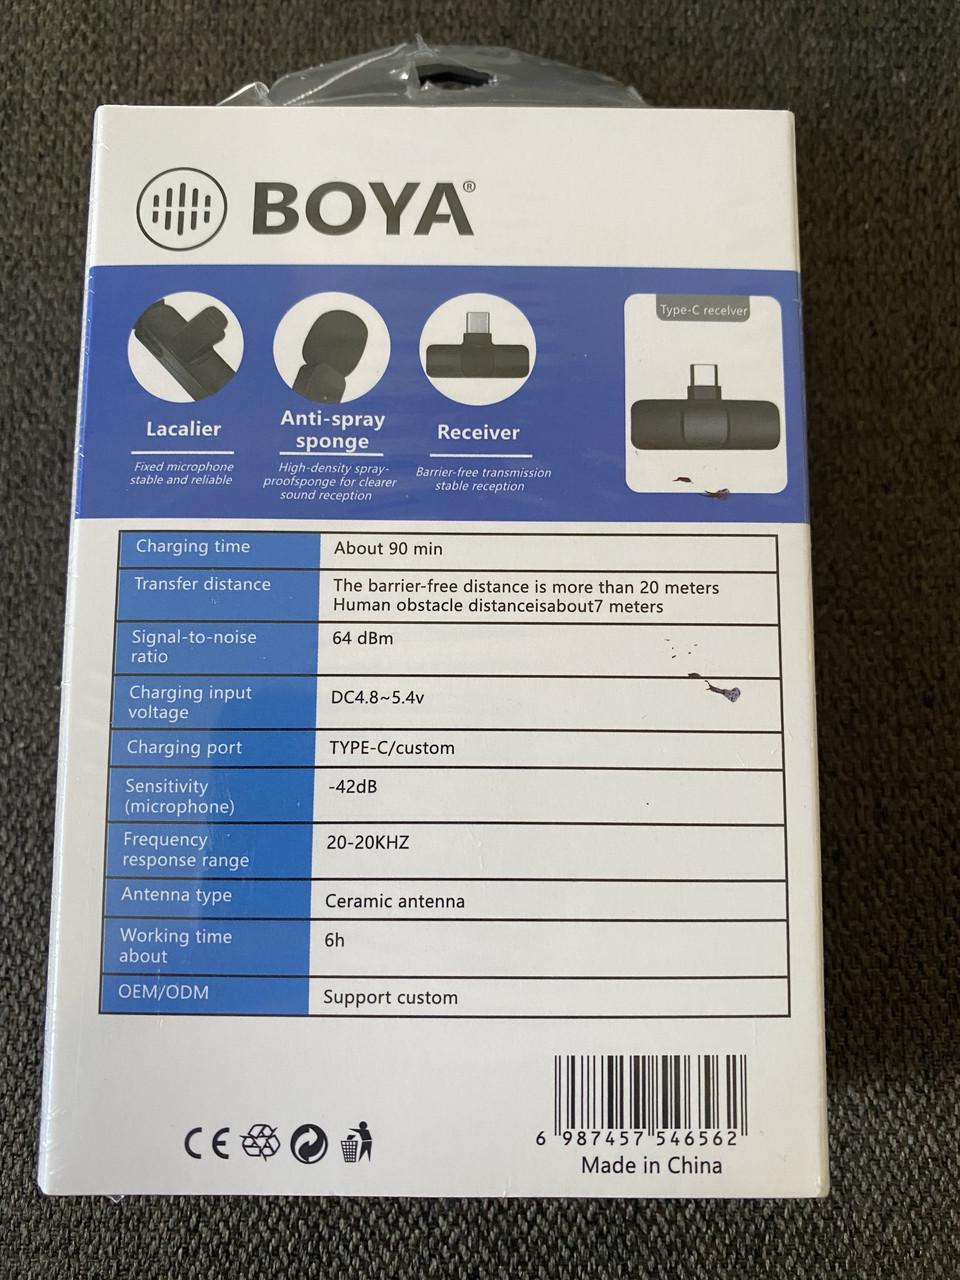 BOYA®
Type-C receiver
Lacalier
Anti-spray
sponge
Receiver
Fixed microphone
stable and reliable
High-density spray-
proofsponge for clearer
sound reception
Barrier-free transmission
stable reception
Charging time
About 90 min
Transfer distance
The barrier-free distance is more than 20 meters
Human obstacle distanceisabout7 meters
Signal-to-noise
ratio
64 dBm
Charging input
voltage
DC4.8~5.4v
Charging port
TYPE-C/custom
Sensitivity
(microphone)
-42dB
Frequency
response range
20-20KHZ
Antenna type
Ceramic antenna
Working time
about
6h
OEM/ODM
Support custom
CE
6 987457 546562
Made in China